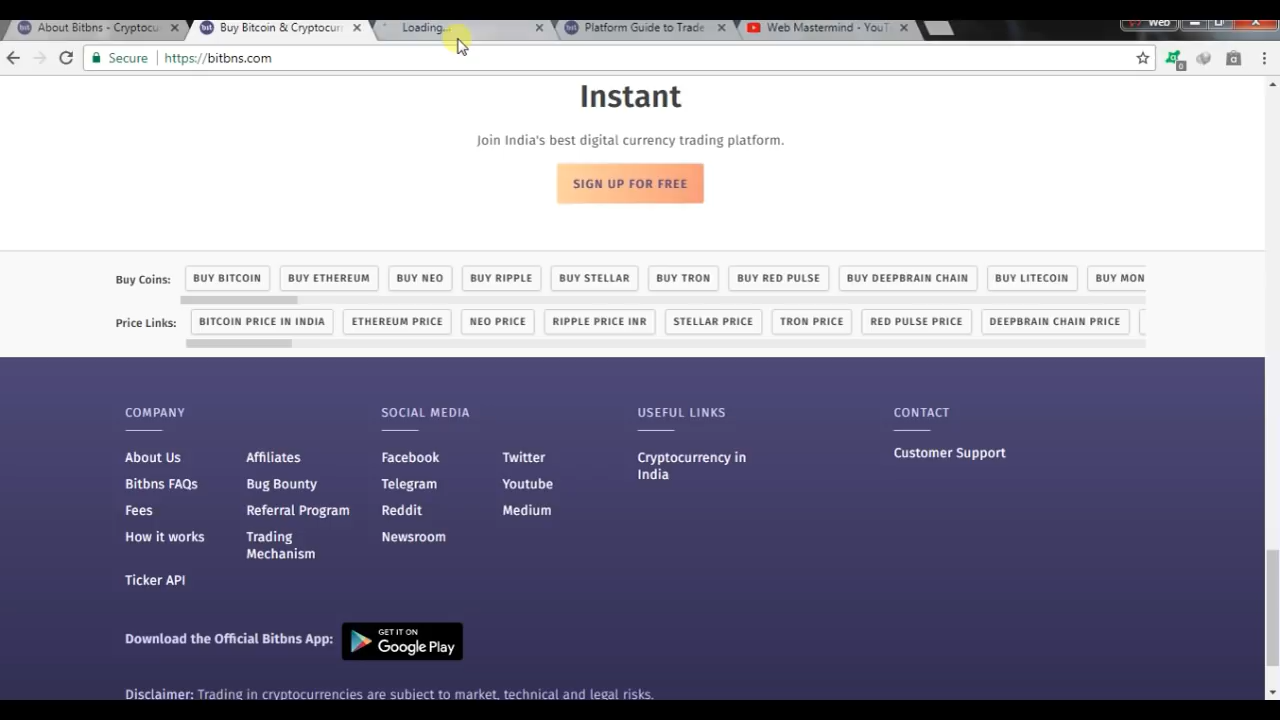 About Bitbns - Cryptocu
Buy Bitcoin & Cryptocurr
Loading...
Platform Guide to Trade
Web Mastermind - YouT
Web
Secure
https://bitbns.com
0
Instant
Join India's best digital currency trading platform.
SIGN UP FOR FREE
Buy Coins: BUY BITCOIN BUY ETHEREUM BUY NEO BUY RIPPLE BUY STELLAR BUY TRON BUY RED PULSE BUY DEEPBRAIN CHAIN BUY LITECOIN BUY MON
Price Links: BITCOIN PRICE IN INDIA ETHEREUM PRICE NEO PRICE RIPPLE PRICE INR STELLAR PRICE TRON PRICE RED PULSE PRICE DEEPBRAIN CHAIN PRICE
COMPANY
About Us
Bitbns FAQs
Fees
How it works
Ticker API
Affiliates
Bug Bounty
Referral Program
Trading
Mechanism
SOCIAL MEDIA
Facebook
Telegram
Reddit
Newsroom
Twitter
Youtube
Medium
USEFUL LINKS
Cryptocurrency in
India
CONTACT
Customer Support
Download the Official Bitbns App:
GET IT ON
Google Play
Disclaimer: Trading in cryptocurrencies are subject to market, technical and legal risks.